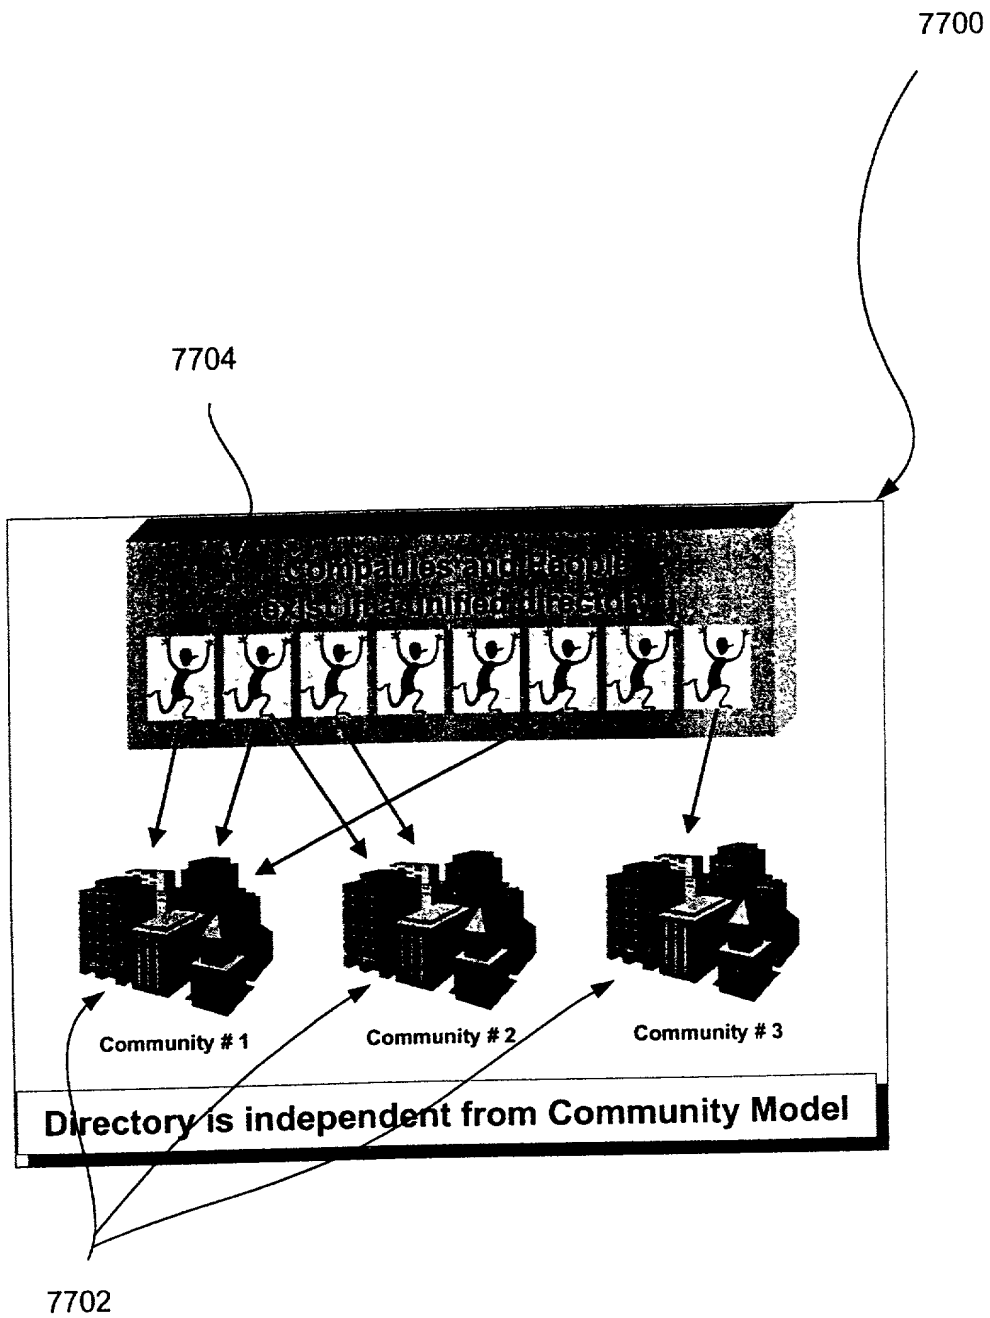 7700
7704
Companies and People
exist in a unified directory
Community # 1
Community # 2
Community # 3
Directory is independent from Community Model
7702